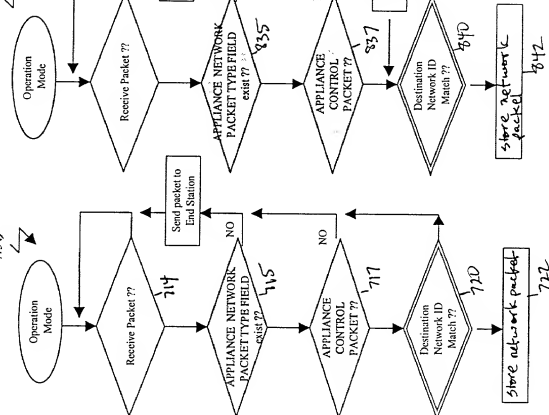 Operation
Mode
Receive Packet ??
714
Send packet to
End Station
APPLIANCE NETWORK
PACKET TYPE FIELD
exist ??
715
NO
APPLIANCE
CONTROL
PACKET ??
717
NO
Destination
Network ID
Match ??
720
store network packet
722
Operation
Mode
Receive Packet ??
APPLIANCE NETWORK
PACKET TYPE FIELD
exist ??
835
APPLIANCE
CONTROL
PACKET ??
837
Destination
Network ID
Match ??
840
store network
packet
842